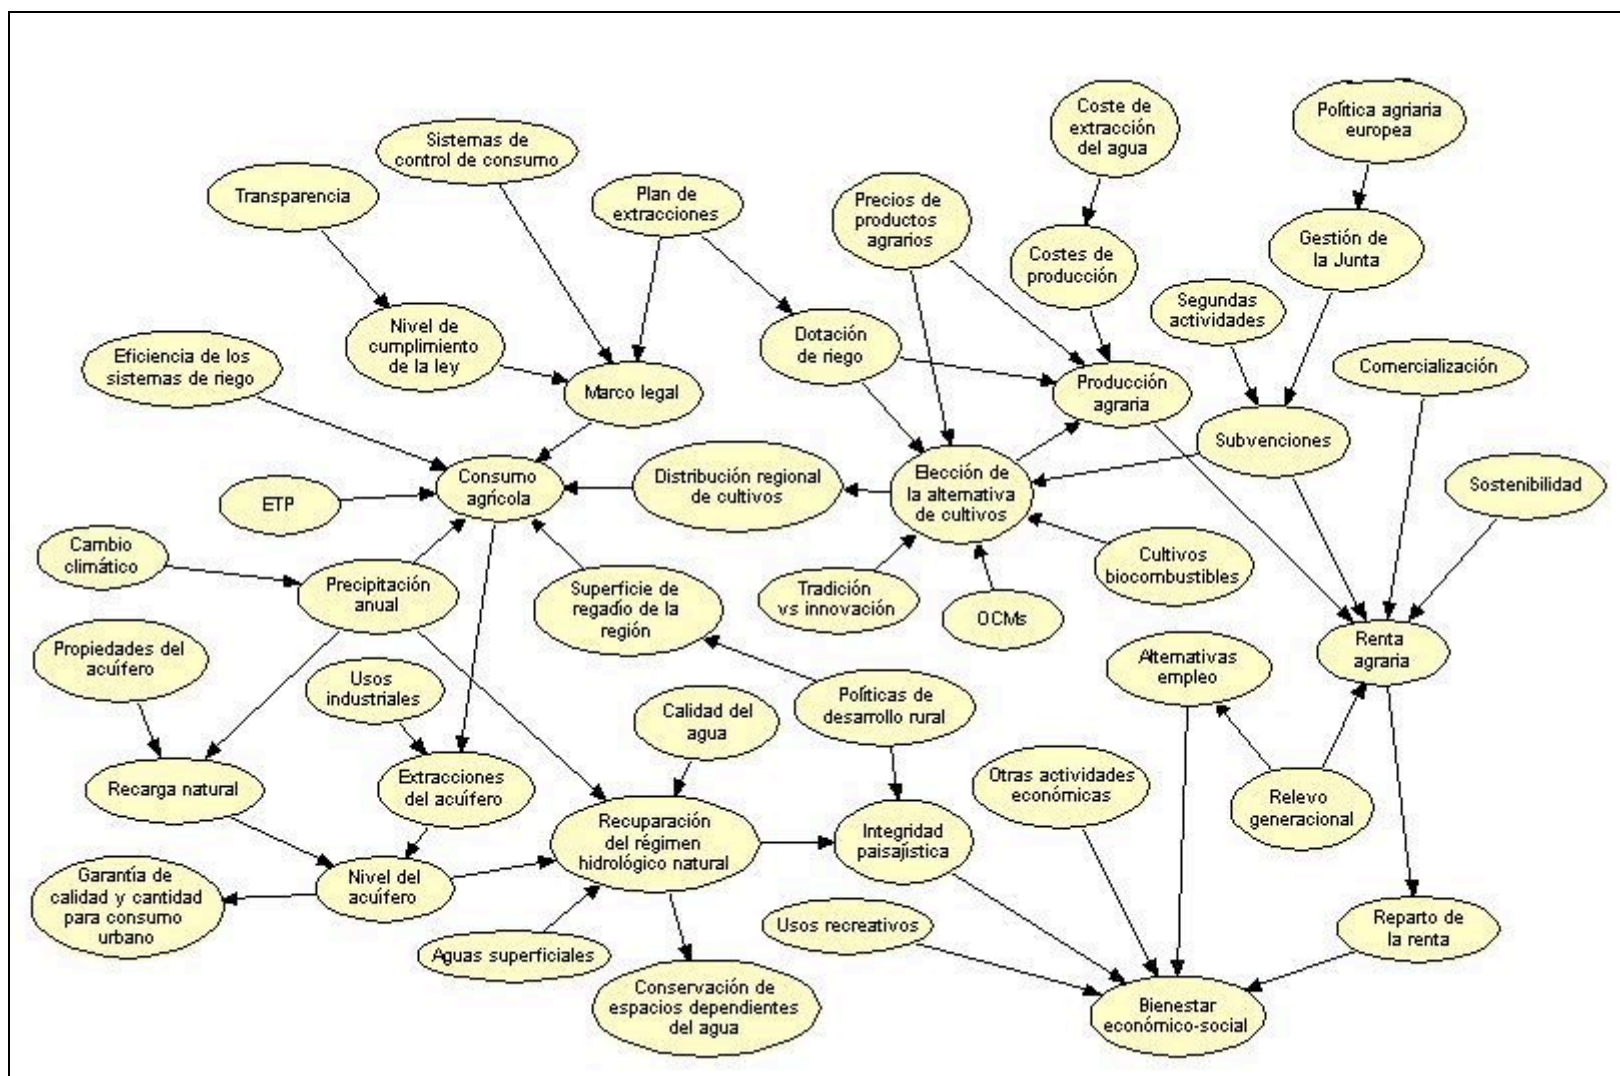 Coste de
extracción
del agua
Política agriaria
europea
Sistemas de
control de consumo
Transparencia
Plan de
extracciones
Precios de
productos
agrarios
Costes de
producción
Gestión de
la Junta
Segundas
actividades
Nivel de
cumplimiento
de la ley
Dotación
de riego
Eficiencia de los
sistemas de riego
Marco legal
Producción
agraria
Comercialización
Subvenciones
Consumo
agrícola
Distribución regional
de cultivos
Elección de
la alternativa
de cultivos
Sostenibilidad
ETP
Cambio
climático
Precipitación
anual
Superficie de
regadío de la
región
Tradición
vs innovación
OCMs
Cultivos
biocombustibles
Propiedades del
acuífero
Usos
industriales
Calidad del
agua
Políticas de
desarrollo rural
Alternativas
empleo
Renta
agraria
Recarga natural
Extracciones
del acuífero
Otras actividades
económicas
Relevo
generacional
Recuparación
del régimen
hidrológico natural
Integridad
paisajística
Garantía de
calidad y cantidad
para consumo
urbano
Nivel del
acuífero
Aguas superficiales
Usos recreativos
Reparto de
la renta
Conservación de
espacios dependientes
del agua
Bienestar
económico-social